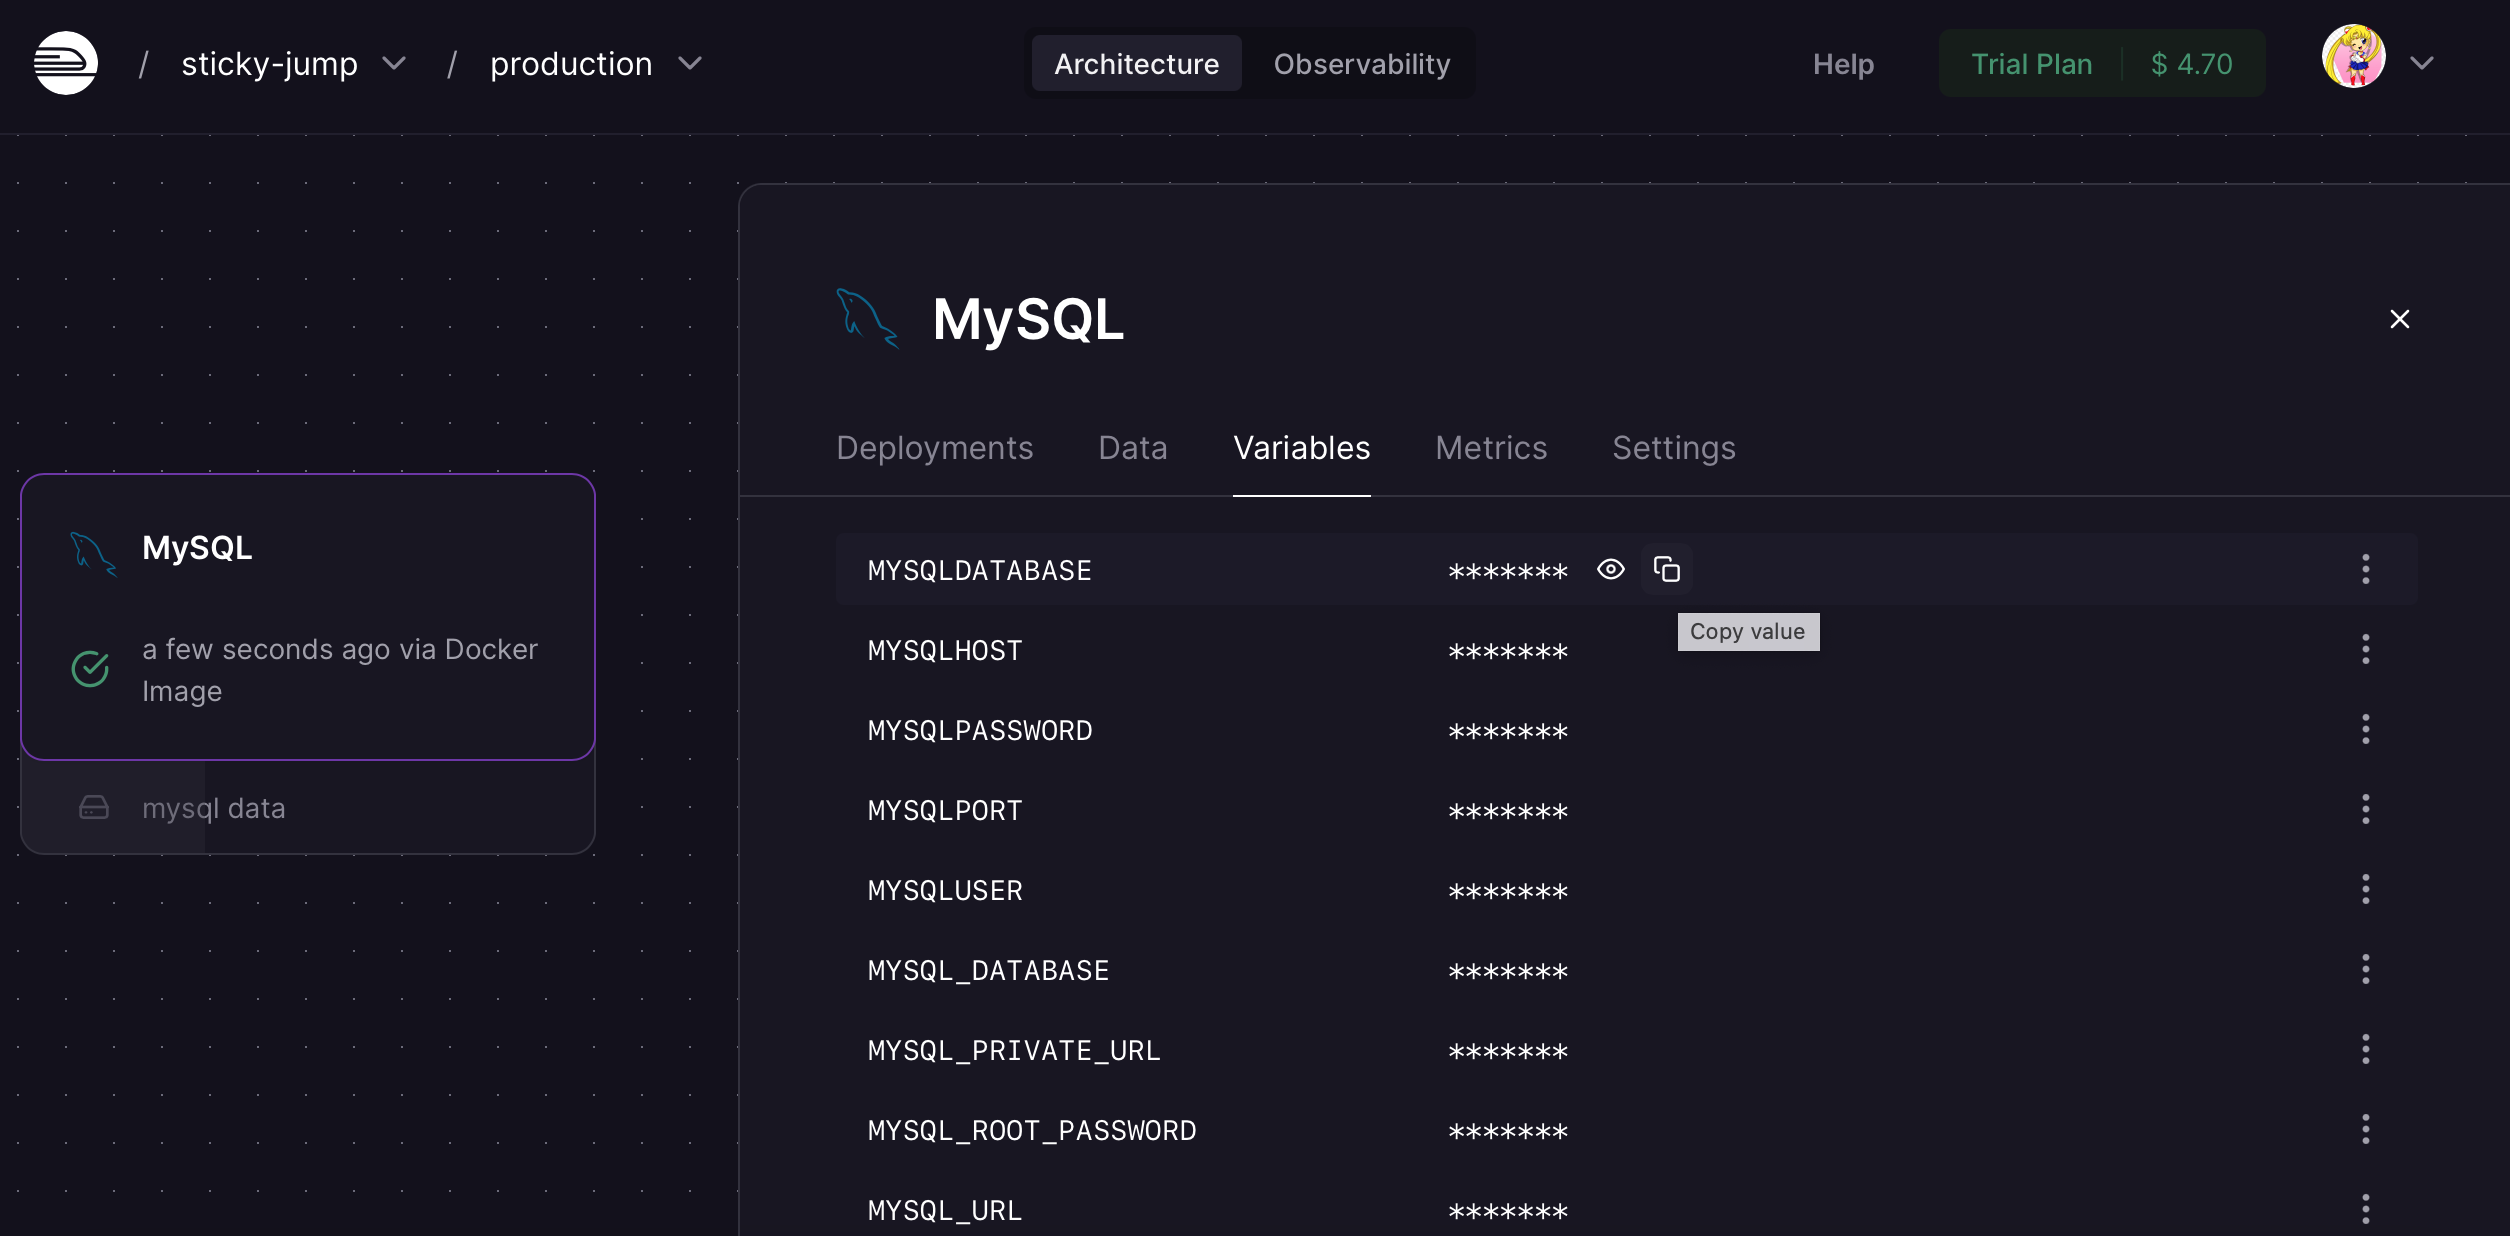 / sticky-jump / production Architecture Observability Help Trial Plan $ 4.70
MySQL
Deployments Data Variables Metrics Settings
MySQL
a few seconds ago via Docker
Image
mysql data
MYSQLDATABASE *******
Copy value
MYSQLHOST *******
MYSQLPASSWORD *******
MYSQLPORT *******
MYSQLUSER *******
MYSQL_DATABASE *******
MYSQL_PRIVATE_URL *******
MYSQL_ROOT_PASSWORD *******
MYSQL_URL *******